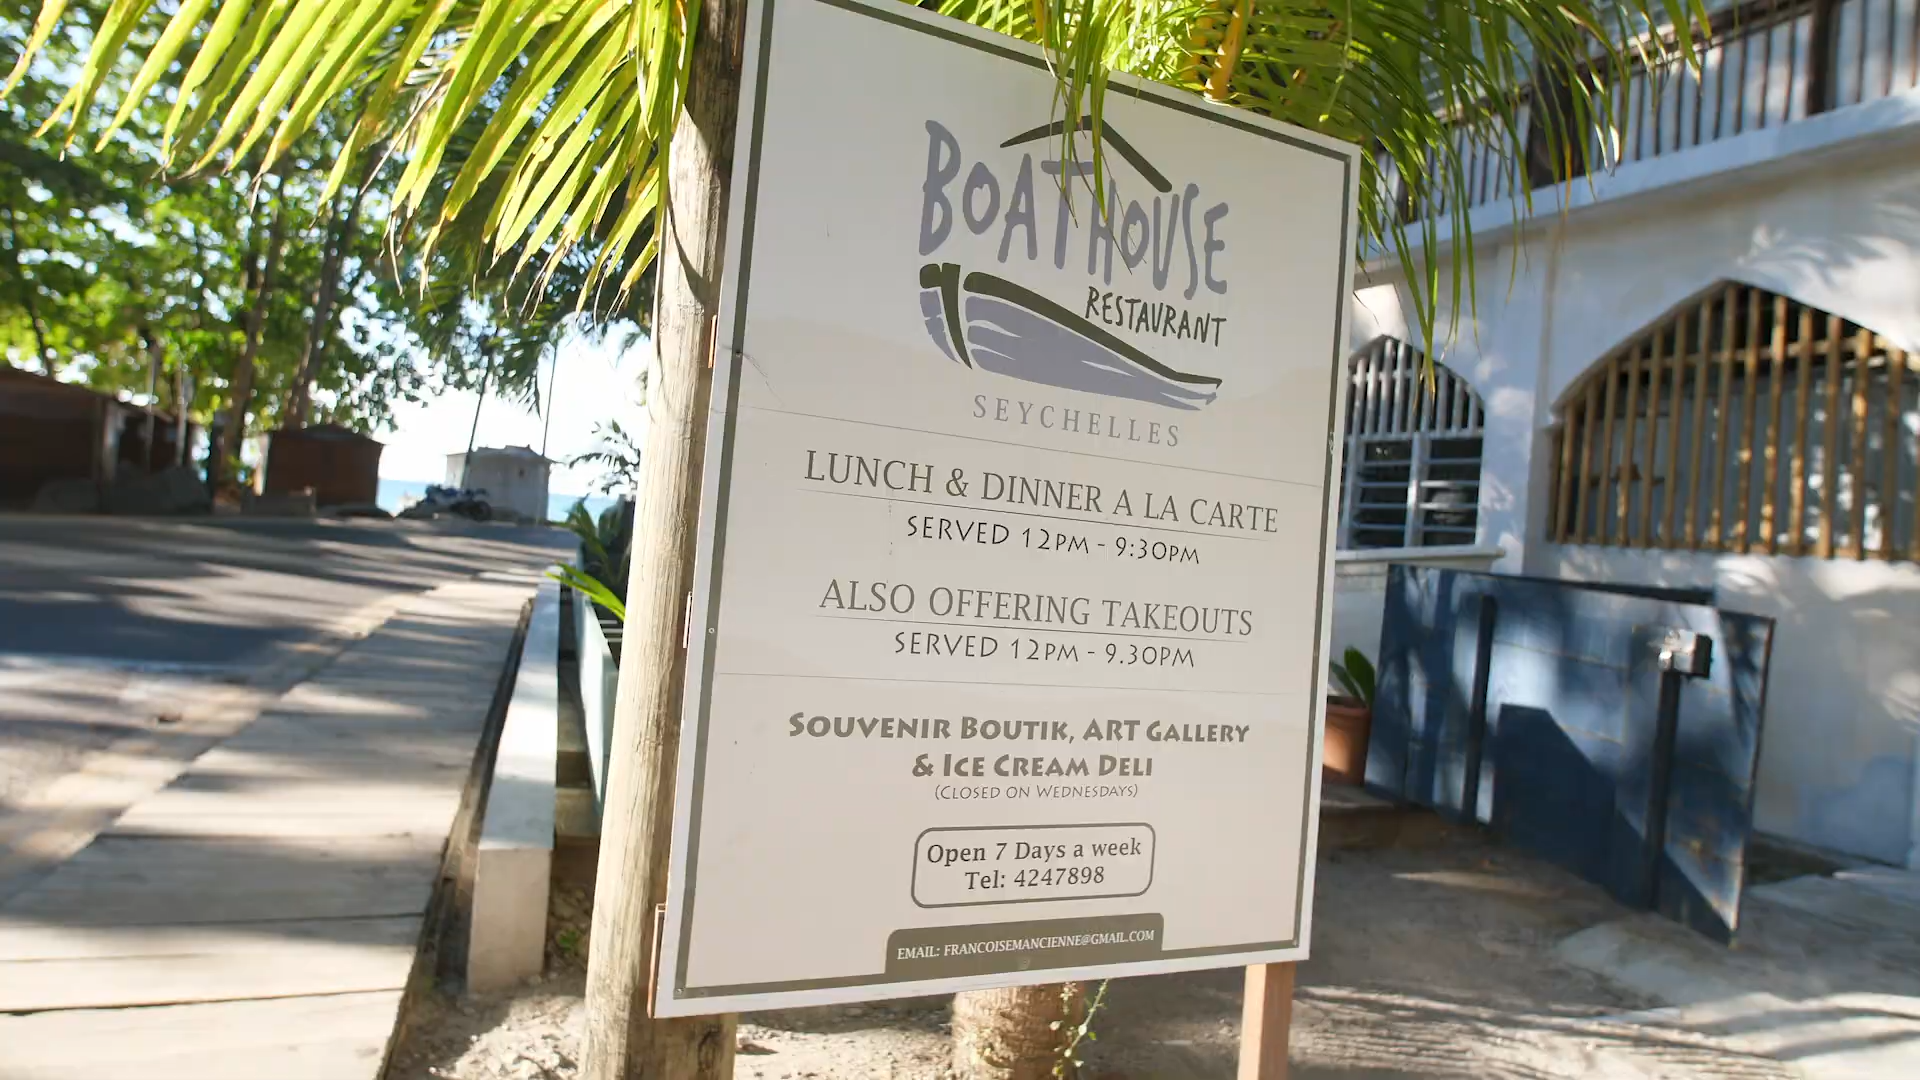 BOATHOUSE
RESTAURANT
SEYCHELLES
LUNCH & DINNER A LA CARTE
SERVED 12PM - 9:30PM
ALSO OFFERING TAKEOUTS
SERVED 12PM - 9.30PM
SOUVENIR BOUTIK, ART GALLERY
& ICE CREAM DELI
(CLOSED ON WEDNESDAYS)
Open 7 Days a week
Tel: 4247898
EMAIL: FRANCOISEMANCIENNE@GMAIL.COM